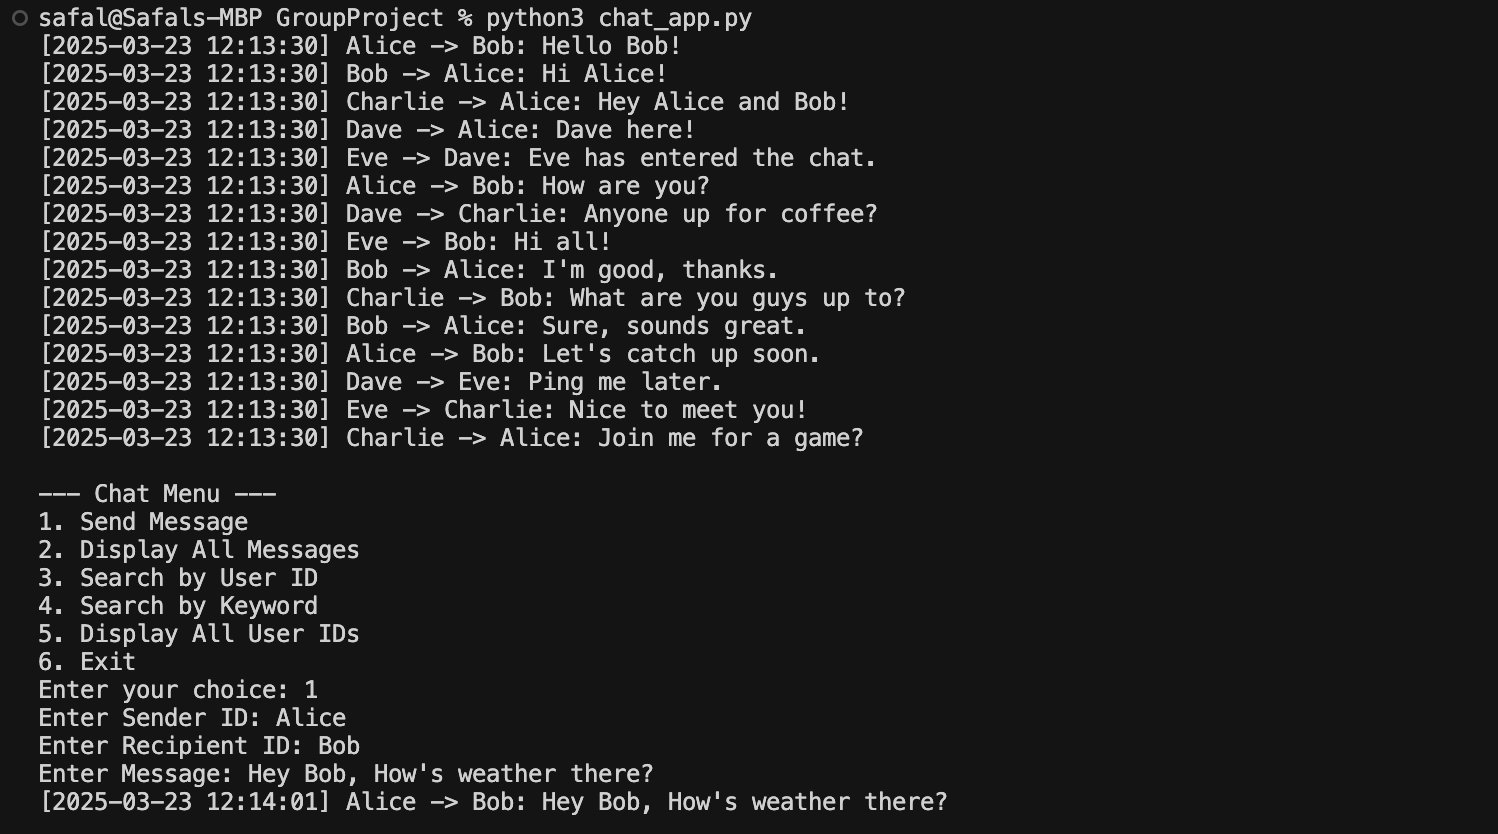 safal@Safals-MBP GroupProject % python3 chat_app.py
[2025-03-23 12:13:30] Alice -> Bob: Hello Bob!
[2025-03-23 12:13:30] Bob -> Alice: Hi Alice!
[2025-03-23 12:13:30] Charlie -> Alice: Hey Alice and Bob!
[2025-03-23 12:13:30] Dave -> Alice: Dave here!
[2025-03-23 12:13:30] Eve -> Dave: Eve has entered the chat.
[2025-03-23 12:13:30] Alice -> Bob: How are you?
[2025-03-23 12:13:30] Dave -> Charlie: Anyone up for coffee?
[2025-03-23 12:13:30] Eve -> Bob: Hi all!
[2025-03-23 12:13:30] Bob -> Alice: I'm good, thanks.
[2025-03-23 12:13:30] Charlie -> Bob: What are you guys up to?
[2025-03-23 12:13:30] Bob -> Alice: Sure, sounds great.
[2025-03-23 12:13:30] Alice -> Bob: Let's catch up soon.
[2025-03-23 12:13:30] Dave -> Eve: Ping me later.
[2025-03-23 12:13:30] Eve -> Charlie: Nice to meet you!
[2025-03-23 12:13:30] Charlie -> Alice: Join me for a game?

--- Chat Menu ---
1. Send Message
2. Display All Messages
3. Search by User ID
4. Search by Keyword
5. Display All User IDs
6. Exit
Enter your choice: 1
Enter Sender ID: Alice
Enter Recipient ID: Bob
Enter Message: Hey Bob, How's weather there?
[2025-03-23 12:14:01] Alice -> Bob: Hey Bob, How's weather there?